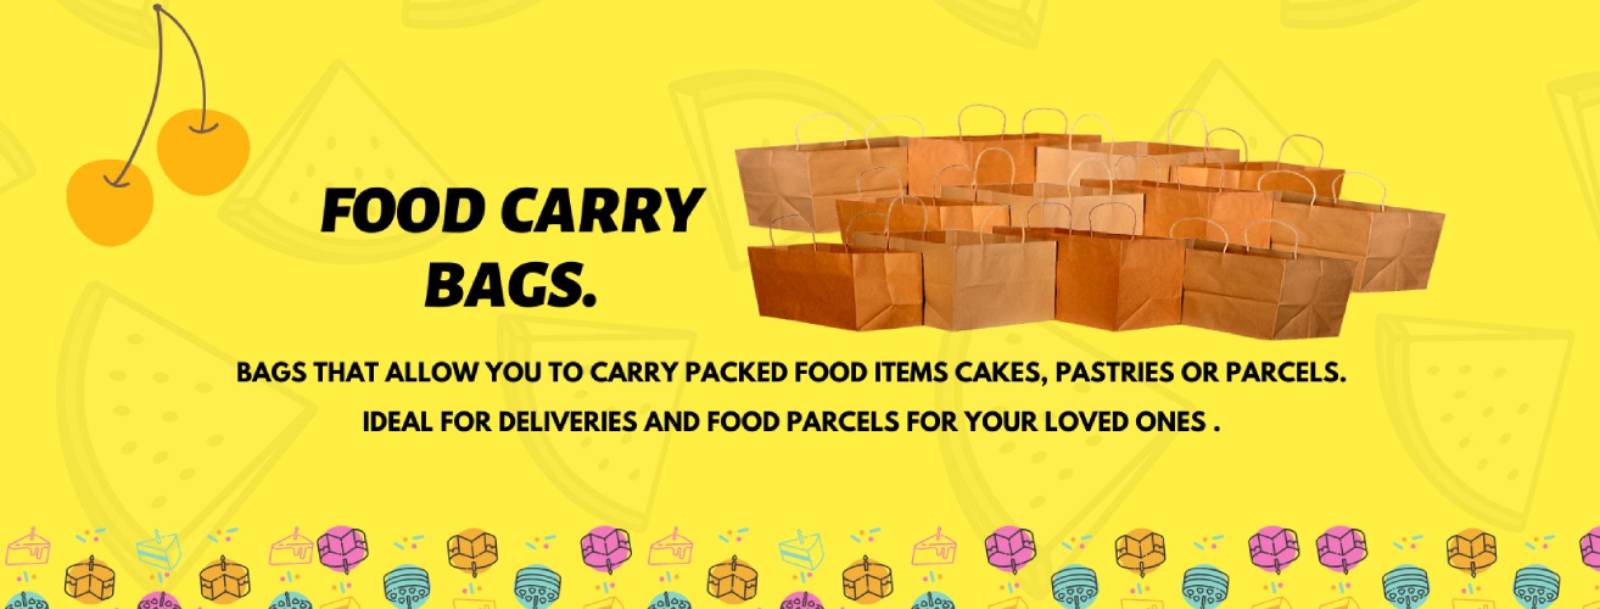 FOOD CARRY
BAGS.
BAGS THAT ALLOW YOU TO CARRY PACKED FOOD ITEMS CAKES, PASTRIES OR PARCELS.
IDEAL FOR DELIVERIES AND FOOD PARCELS FOR YOUR LOVED ONES .